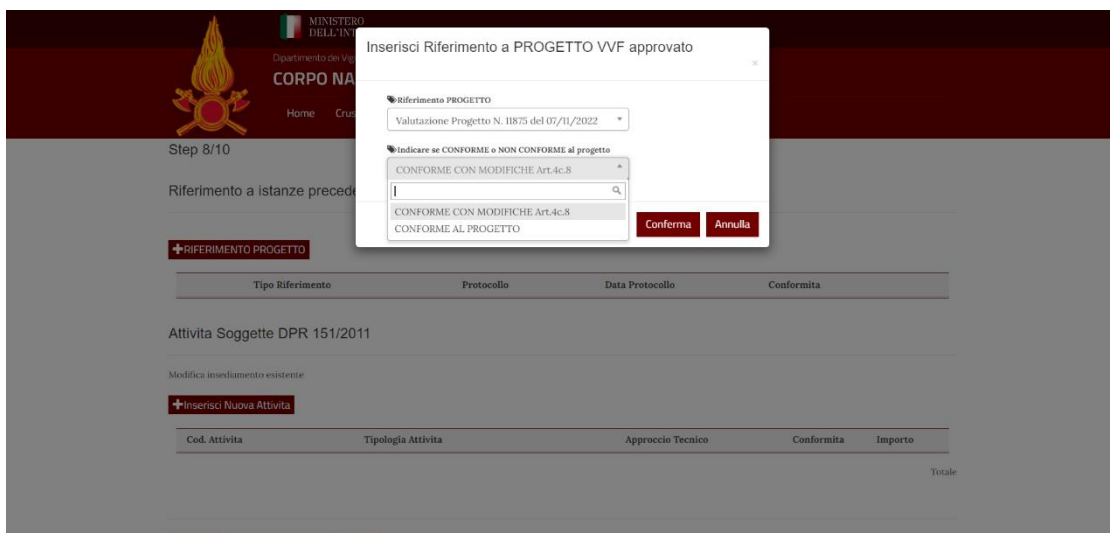 MINISTERO
DELL'INT
Dipartimento dei Vig
CORPO NA
Home Crus
Inserisci Riferimento a PROGETTO VVF approvato
×
Riferimento PROGETTO
Valutazione Progetto N. 11875 del 07/11/2022
Indicare se CONFORME o NON CONFORME al progetto
CONFORME CON MODIFICHE Art.4c.8
CONFORME CON MODIFICHE Art.4c.8
CONFORME AL PROGETTO
Conferma Annulla
Step 8/10
Riferimento a istanze precede
+RIFERIMENTO PROGETTO
Tipo Riferimento Protocollo Data Protocollo Conformita
Attivita Soggette DPR 151/2011
Modifica insediamento esistente
+Inserisci Nuova Attivita
Cod. Attivita Tipologia Attivita Approccio Tecnico Conformita Importo
Totale